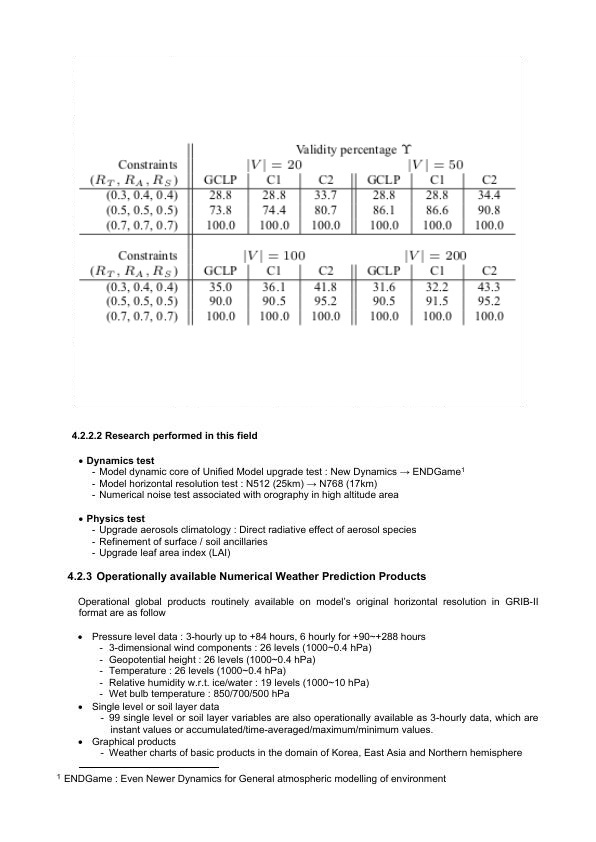 Validity percentage ϒ
Constraints |V| = 20 |V| = 50
(R_T, R_A, R_S) GCLP C1 C2 GCLP C1 C2
(0.3, 0.4, 0.4) 28.8 28.8 33.7 28.8 28.8 34.4
(0.5, 0.5, 0.5) 73.8 74.4 80.7 86.1 86.6 90.8
(0.7, 0.7, 0.7) 100.0 100.0 100.0 100.0 100.0 100.0
Constraints |V| = 100 |V| = 200
(R_T, R_A, R_S) GCLP C1 C2 GCLP C1 C2
(0.3, 0.4, 0.4) 35.0 36.1 41.8 31.6 32.2 43.3
(0.5, 0.5, 0.5) 90.0 90.5 95.2 90.5 91.5 95.2
(0.7, 0.7, 0.7) 100.0 100.0 100.0 100.0 100.0 100.0
4.2.2.2 Research performed in this field
• Dynamics test
- Model dynamic core of Unified Model upgrade test : New Dynamics → ENDGame¹
- Model horizontal resolution test : N512 (25km) → N768 (17km)
- Numerical noise test associated with orography in high altitude area
• Physics test
- Upgrade aerosols climatology : Direct radiative effect of aerosol species
- Refinement of surface / soil ancillaries
- Upgrade leaf area index (LAI)
4.2.3 Operationally available Numerical Weather Prediction Products
Operational global products routinely available on model's original horizontal resolution in GRIB-II
format are as follow
• Pressure level data : 3-hourly up to +84 hours, 6 hourly for +90~+288 hours
- 3-dimensional wind components : 26 levels (1000~0.4 hPa)
- Geopotential height : 26 levels (1000~0.4 hPa)
- Temperature : 26 levels (1000~0.4 hPa)
- Relative humidity w.r.t. ice/water : 19 levels (1000~10 hPa)
- Wet bulb temperature : 850/700/500 hPa
• Single level or soil layer data
- 99 single level or soil layer variables are also operationally available as 3-hourly data, which are
instant values or accumulated/time-averaged/maximum/minimum values.
• Graphical products
- Weather charts of basic products in the domain of Korea, East Asia and Northern hemisphere
¹ ENDGame : Even Newer Dynamics for General atmospheric modelling of environment